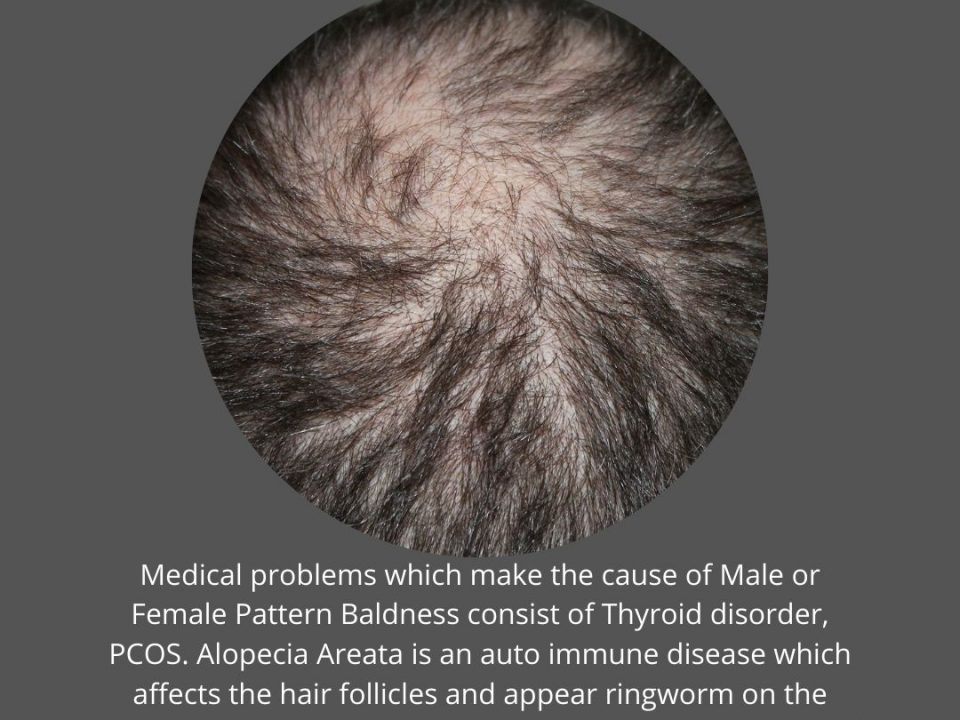 Medical problems which make the cause of Male or
Female Pattern Baldness consist of Thyroid disorder,
PCOS. Alopecia Areata is an auto immune disease which
affects the hair follicles and appear ringworm on the